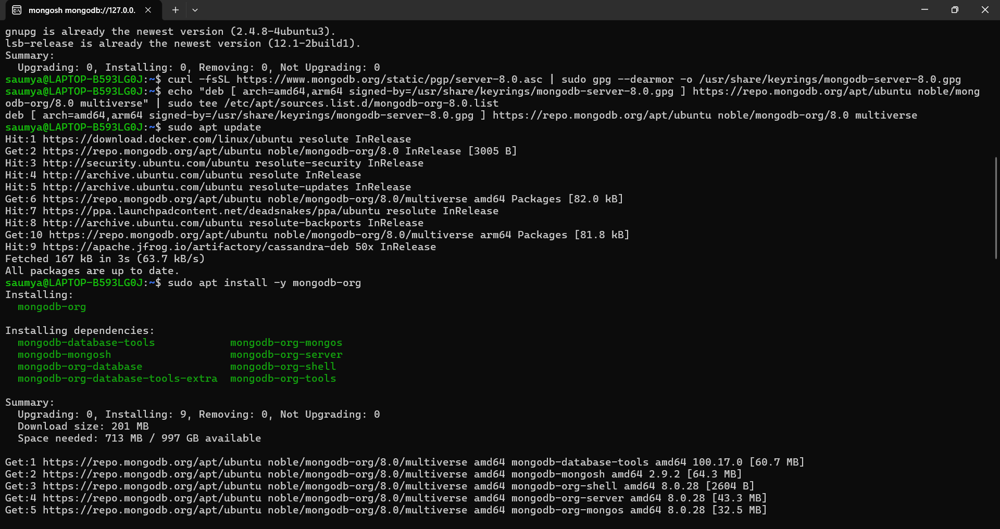 mongosh mongodb://127.0.0.
gnupg is already the newest version (2.4.8-4ubuntu3).
lsb-release is already the newest version (12.1-2build1).
Summary:
  Upgrading: 0, Installing: 0, Removing: 0, Not Upgrading: 0
saumya@LAPTOP-B593LG0J:~$ curl -fsSL https://www.mongodb.org/static/pgp/server-8.0.asc | sudo gpg --dearmor -o /usr/share/keyrings/mongodb-server-8.0.gpg
saumya@LAPTOP-B593LG0J:~$ echo "deb [ arch=amd64,arm64 signed-by=/usr/share/keyrings/mongodb-server-8.0.gpg ] https://repo.mongodb.org/apt/ubuntu noble/mong
odb-org/8.0 multiverse" | sudo tee /etc/apt/sources.list.d/mongodb-org-8.0.list
deb [ arch=amd64,arm64 signed-by=/usr/share/keyrings/mongodb-server-8.0.gpg ] https://repo.mongodb.org/apt/ubuntu noble/mongodb-org/8.0 multiverse
saumya@LAPTOP-B593LG0J:~$ sudo apt update
Hit:1 https://download.docker.com/linux/ubuntu resolute InRelease
Get:2 https://repo.mongodb.org/apt/ubuntu noble/mongodb-org/8.0 InRelease [3005 B]
Hit:3 http://security.ubuntu.com/ubuntu resolute-security InRelease
Hit:4 http://archive.ubuntu.com/ubuntu resolute InRelease
Hit:5 http://archive.ubuntu.com/ubuntu resolute-updates InRelease
Get:6 https://repo.mongodb.org/apt/ubuntu noble/mongodb-org/8.0/multiverse amd64 Packages [82.0 kB]
Hit:7 https://ppa.launchpadcontent.net/deadsnakes/ppa/ubuntu resolute InRelease
Hit:8 http://archive.ubuntu.com/ubuntu resolute-backports InRelease
Get:10 https://repo.mongodb.org/apt/ubuntu noble/mongodb-org/8.0/multiverse arm64 Packages [81.8 kB]
Hit:9 https://apache.jfrog.io/artifactory/cassandra-deb 50x InRelease
Fetched 167 kB in 3s (63.7 kB/s)
All packages are up to date.
saumya@LAPTOP-B593LG0J:~$ sudo apt install -y mongodb-org
Installing:
  mongodb-org

Installing dependencies:
  mongodb-database-tools            mongodb-org-mongos
  mongodb-mongosh                   mongodb-org-server
  mongodb-org-database              mongodb-org-shell
  mongodb-org-database-tools-extra  mongodb-org-tools

Summary:
  Upgrading: 0, Installing: 9, Removing: 0, Not Upgrading: 0
  Download size: 201 MB
  Space needed: 713 MB / 997 GB available

Get:1 https://repo.mongodb.org/apt/ubuntu noble/mongodb-org/8.0/multiverse amd64 mongodb-database-tools amd64 100.17.0 [60.7 MB]
Get:2 https://repo.mongodb.org/apt/ubuntu noble/mongodb-org/8.0/multiverse amd64 mongodb-mongosh amd64 2.9.2 [64.3 MB]
Get:3 https://repo.mongodb.org/apt/ubuntu noble/mongodb-org/8.0/multiverse amd64 mongodb-org-shell amd64 8.0.28 [2604 B]
Get:4 https://repo.mongodb.org/apt/ubuntu noble/mongodb-org/8.0/multiverse amd64 mongodb-org-server amd64 8.0.28 [43.3 MB]
Get:5 https://repo.mongodb.org/apt/ubuntu noble/mongodb-org/8.0/multiverse amd64 mongodb-org-mongos amd64 8.0.28 [32.5 MB]